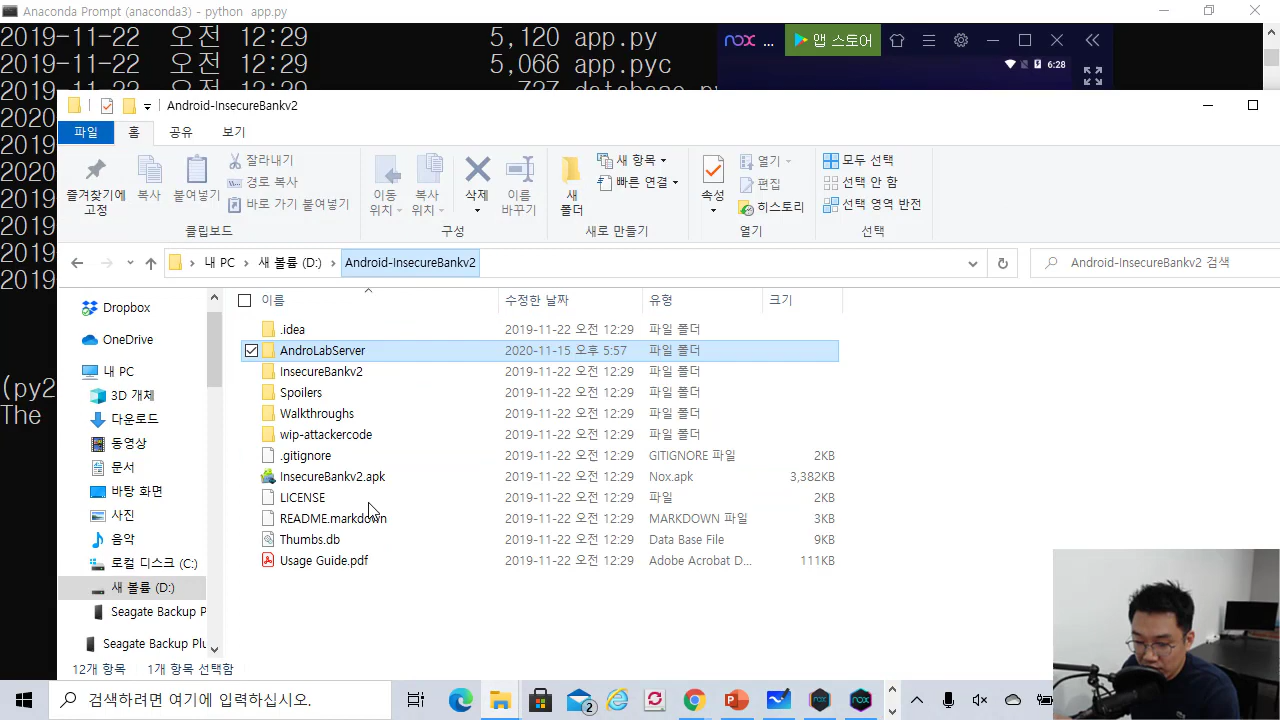 Anaconda Prompt (anaconda3) - python  app.py
2019-11-22  오전 12:29 5,120 app.py
2019-11-22  오전 12:29 5,066 app.pyc
2019-11-22  오전 12:29
2020
2019
2020
2019
2019
2019
2019
(py2
The
nox ... 앱 스토어
6:28
Android-InsecureBankv2
파일 홈 공유 보기
즐겨찾기에 고정
복사
붙여넣기
잘라내기
경로 복사
바로 가기 붙여넣기
클립보드
이동 위치
복사 위치
삭제
이름 바꾸기
구성
새 폴더
새 항목
빠른 연결
새로 만들기
속성
열기
편집
히스토리
열기
모두 선택
선택 안 함
선택 영역 반전
선택
내 PC 새 볼륨 (D:) Android-InsecureBankv2
Android-InsecureBankv2 검색
이름 수정한 날짜 유형 크기
.idea 2019-11-22 오전 12:29 파일 폴더
AndroLabServer 2020-11-15 오후 5:57 파일 폴더
InsecureBankv2 2019-11-22 오전 12:29 파일 폴더
Spoilers 2019-11-22 오전 12:29 파일 폴더
Walkthroughs 2019-11-22 오전 12:29 파일 폴더
wip-attackercode 2019-11-22 오전 12:29 파일 폴더
.gitignore 2019-11-22 오전 12:29 GITIGNORE 파일 2KB
InsecureBankv2.apk 2019-11-22 오전 12:29 Nox.apk 3,382KB
LICENSE 2019-11-22 오전 12:29 파일 2KB
README.markdown 2019-11-22 오전 12:29 MARKDOWN 파일 3KB
Thumbs.db 2019-11-22 오전 12:29 Data Base File 9KB
Usage Guide.pdf 2019-11-22 오전 12:29 Adobe Acrobat D... 111KB
Dropbox
OneDrive
내 PC
3D 개체
다운로드
동영상
문서
바탕 화면
사진
음악
로컬 디스크 (C:)
새 볼륨 (D:)
Seagate Backup P
Seagate Backup Plu
12개 항목 1개 항목 선택함
검색하려면 여기에 입력하십시오.
2